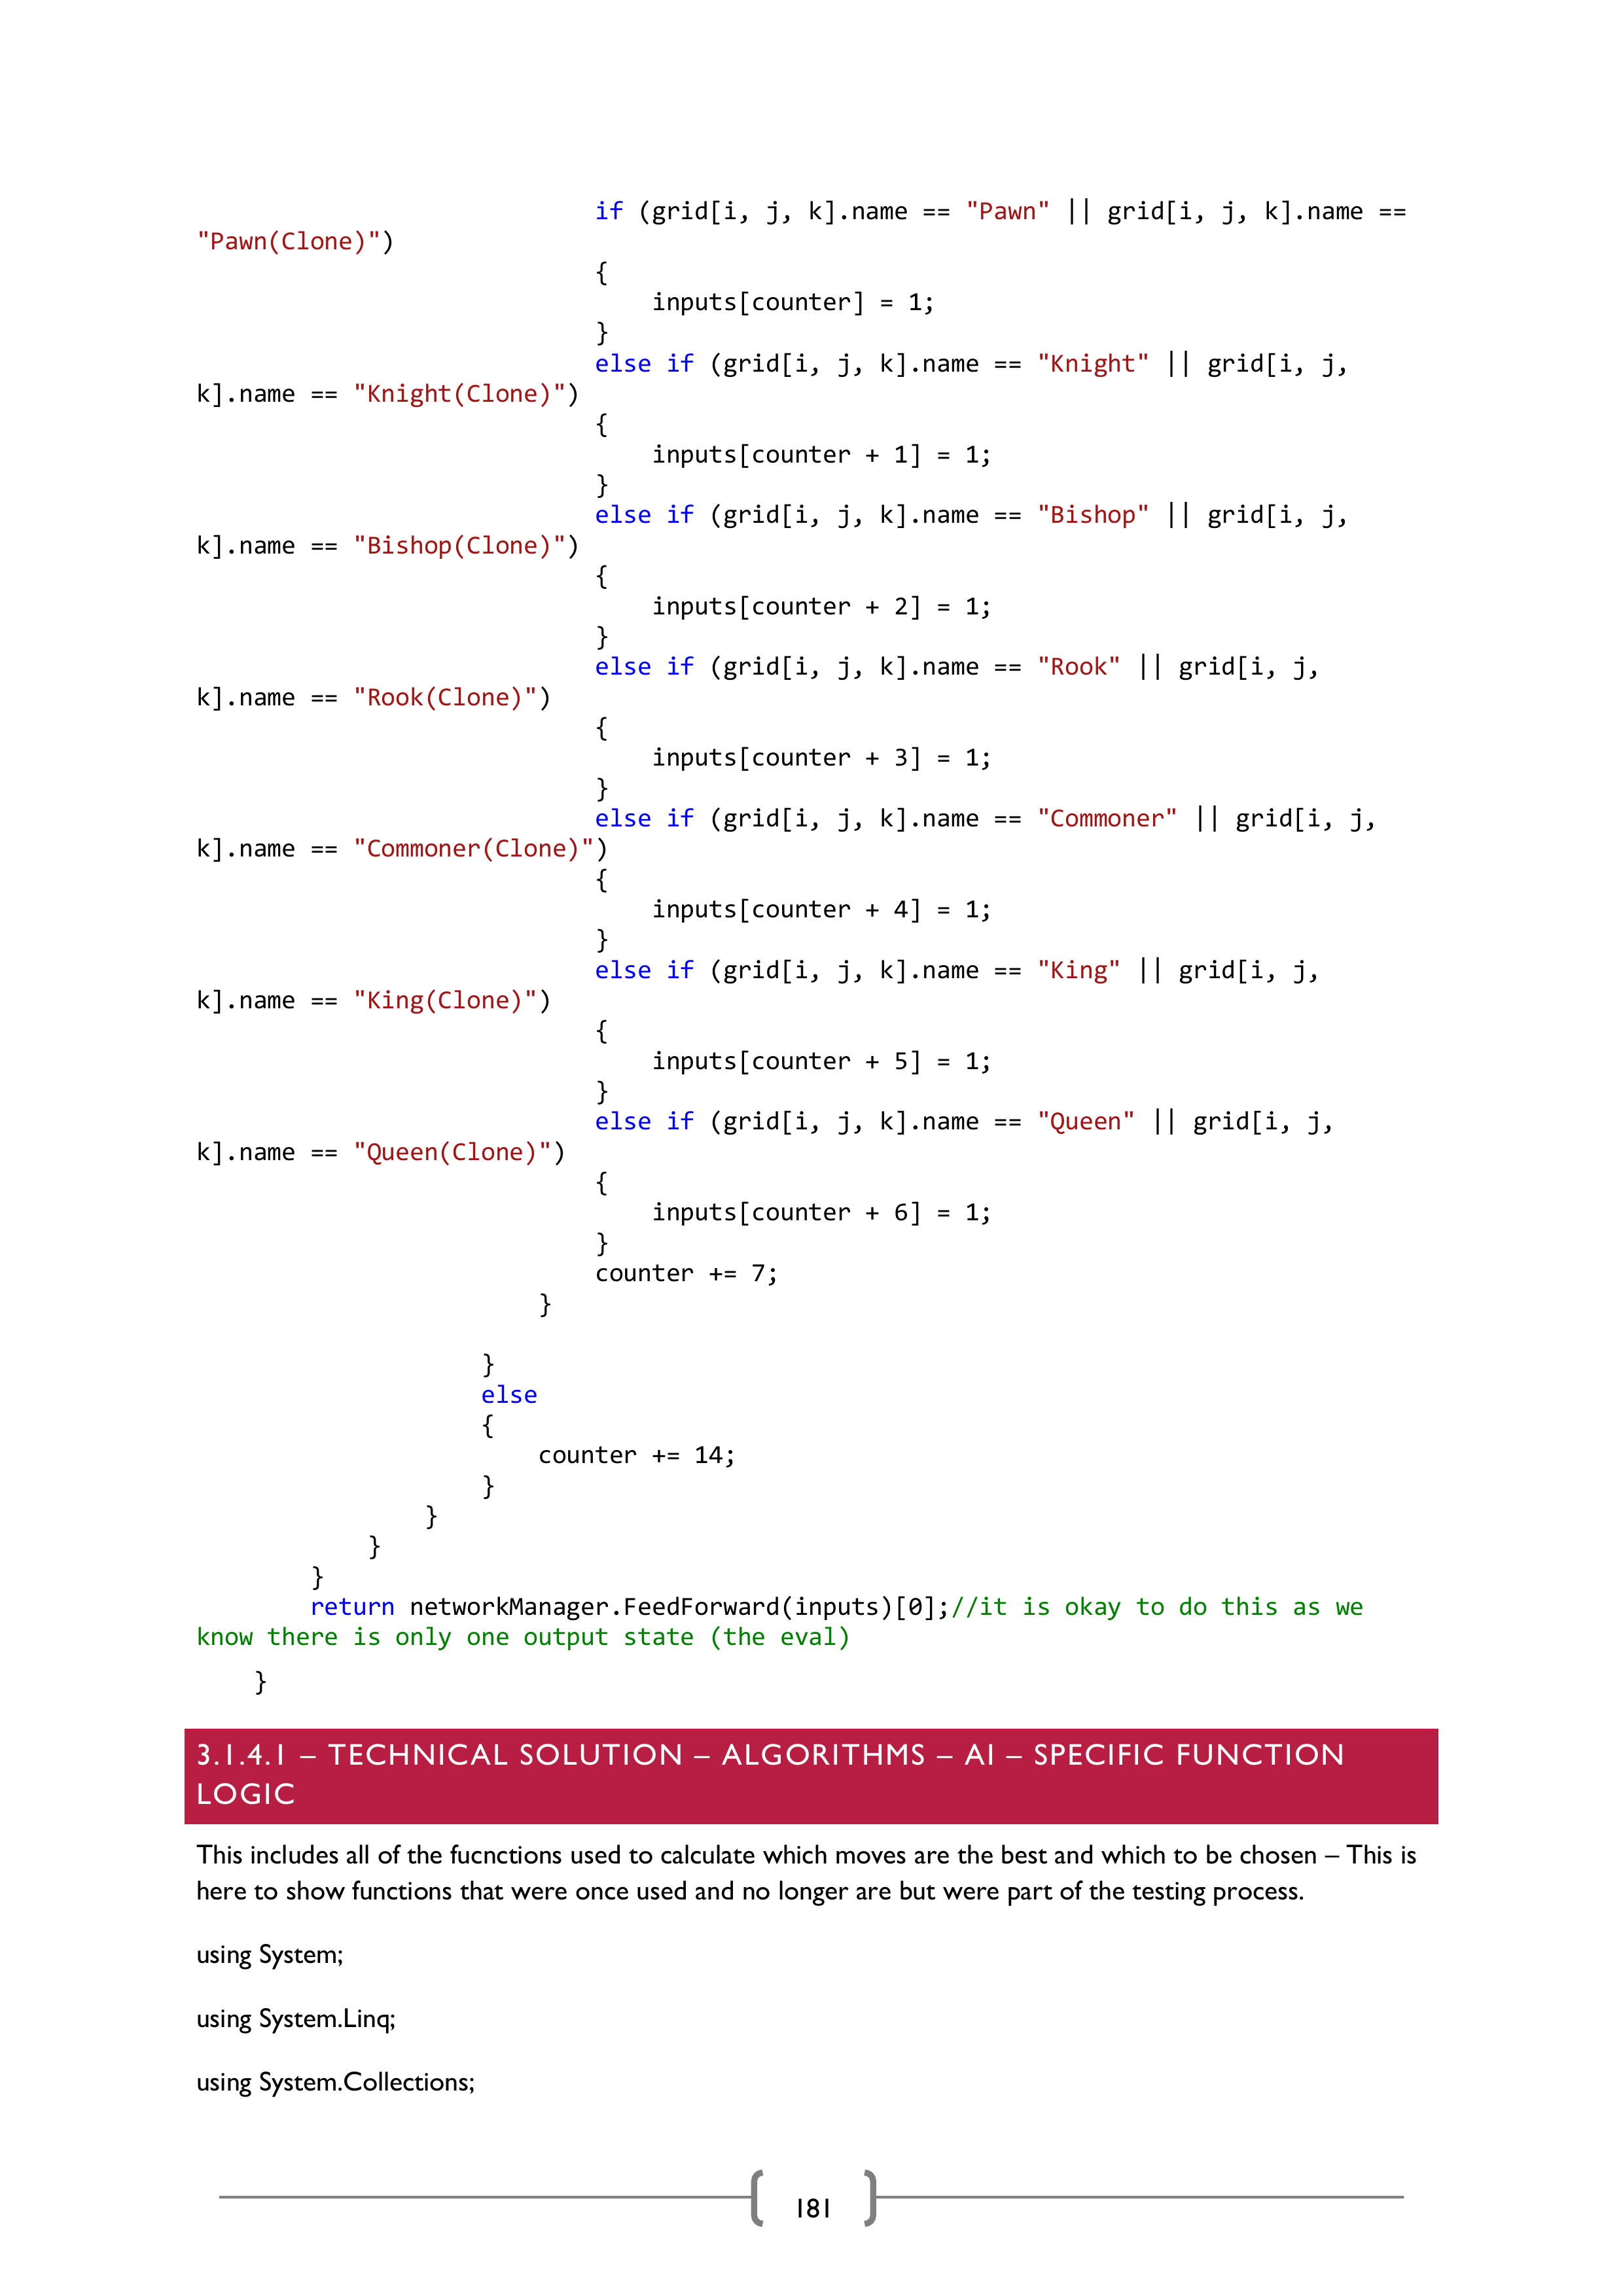 if (grid[i, j, k].name == "Pawn" || grid[i, j, k].name ==
"Pawn(Clone)")
                            {
                                inputs[counter] = 1;
                            }
                            else if (grid[i, j, k].name == "Knight" || grid[i, j,
k].name == "Knight(Clone)")
                            {
                                inputs[counter + 1] = 1;
                            }
                            else if (grid[i, j, k].name == "Bishop" || grid[i, j,
k].name == "Bishop(Clone)")
                            {
                                inputs[counter + 2] = 1;
                            }
                            else if (grid[i, j, k].name == "Rook" || grid[i, j,
k].name == "Rook(Clone)")
                            {
                                inputs[counter + 3] = 1;
                            }
                            else if (grid[i, j, k].name == "Commoner" || grid[i, j,
k].name == "Commoner(Clone)")
                            {
                                inputs[counter + 4] = 1;
                            }
                            else if (grid[i, j, k].name == "King" || grid[i, j,
k].name == "King(Clone)")
                            {
                                inputs[counter + 5] = 1;
                            }
                            else if (grid[i, j, k].name == "Queen" || grid[i, j,
k].name == "Queen(Clone)")
                            {
                                inputs[counter + 6] = 1;
                            }
                            counter += 7;
                        }

                    }
                    else
                    {
                        counter += 14;
                    }
                }
            }
        }
        return networkManager.FeedForward(inputs)[0];//it is okay to do this as we
know there is only one output state (the eval)
    }
3.1.4.1 – TECHNICAL SOLUTION – ALGORITHMS – AI – SPECIFIC FUNCTION
LOGIC
This includes all of the fucnctions used to calculate which moves are the best and which to be chosen – This is
here to show functions that were once used and no longer are but were part of the testing process.
using System;
using System.Linq;
using System.Collections;
181